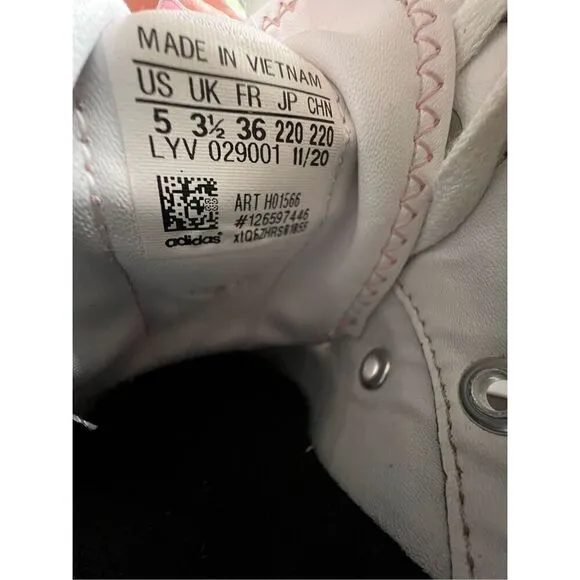 MADE IN VIETNAM
US UK FR JP CHN
5 3½ 36 220 220
LYV 029001 11/20
ART H01566
#126597446
adidas